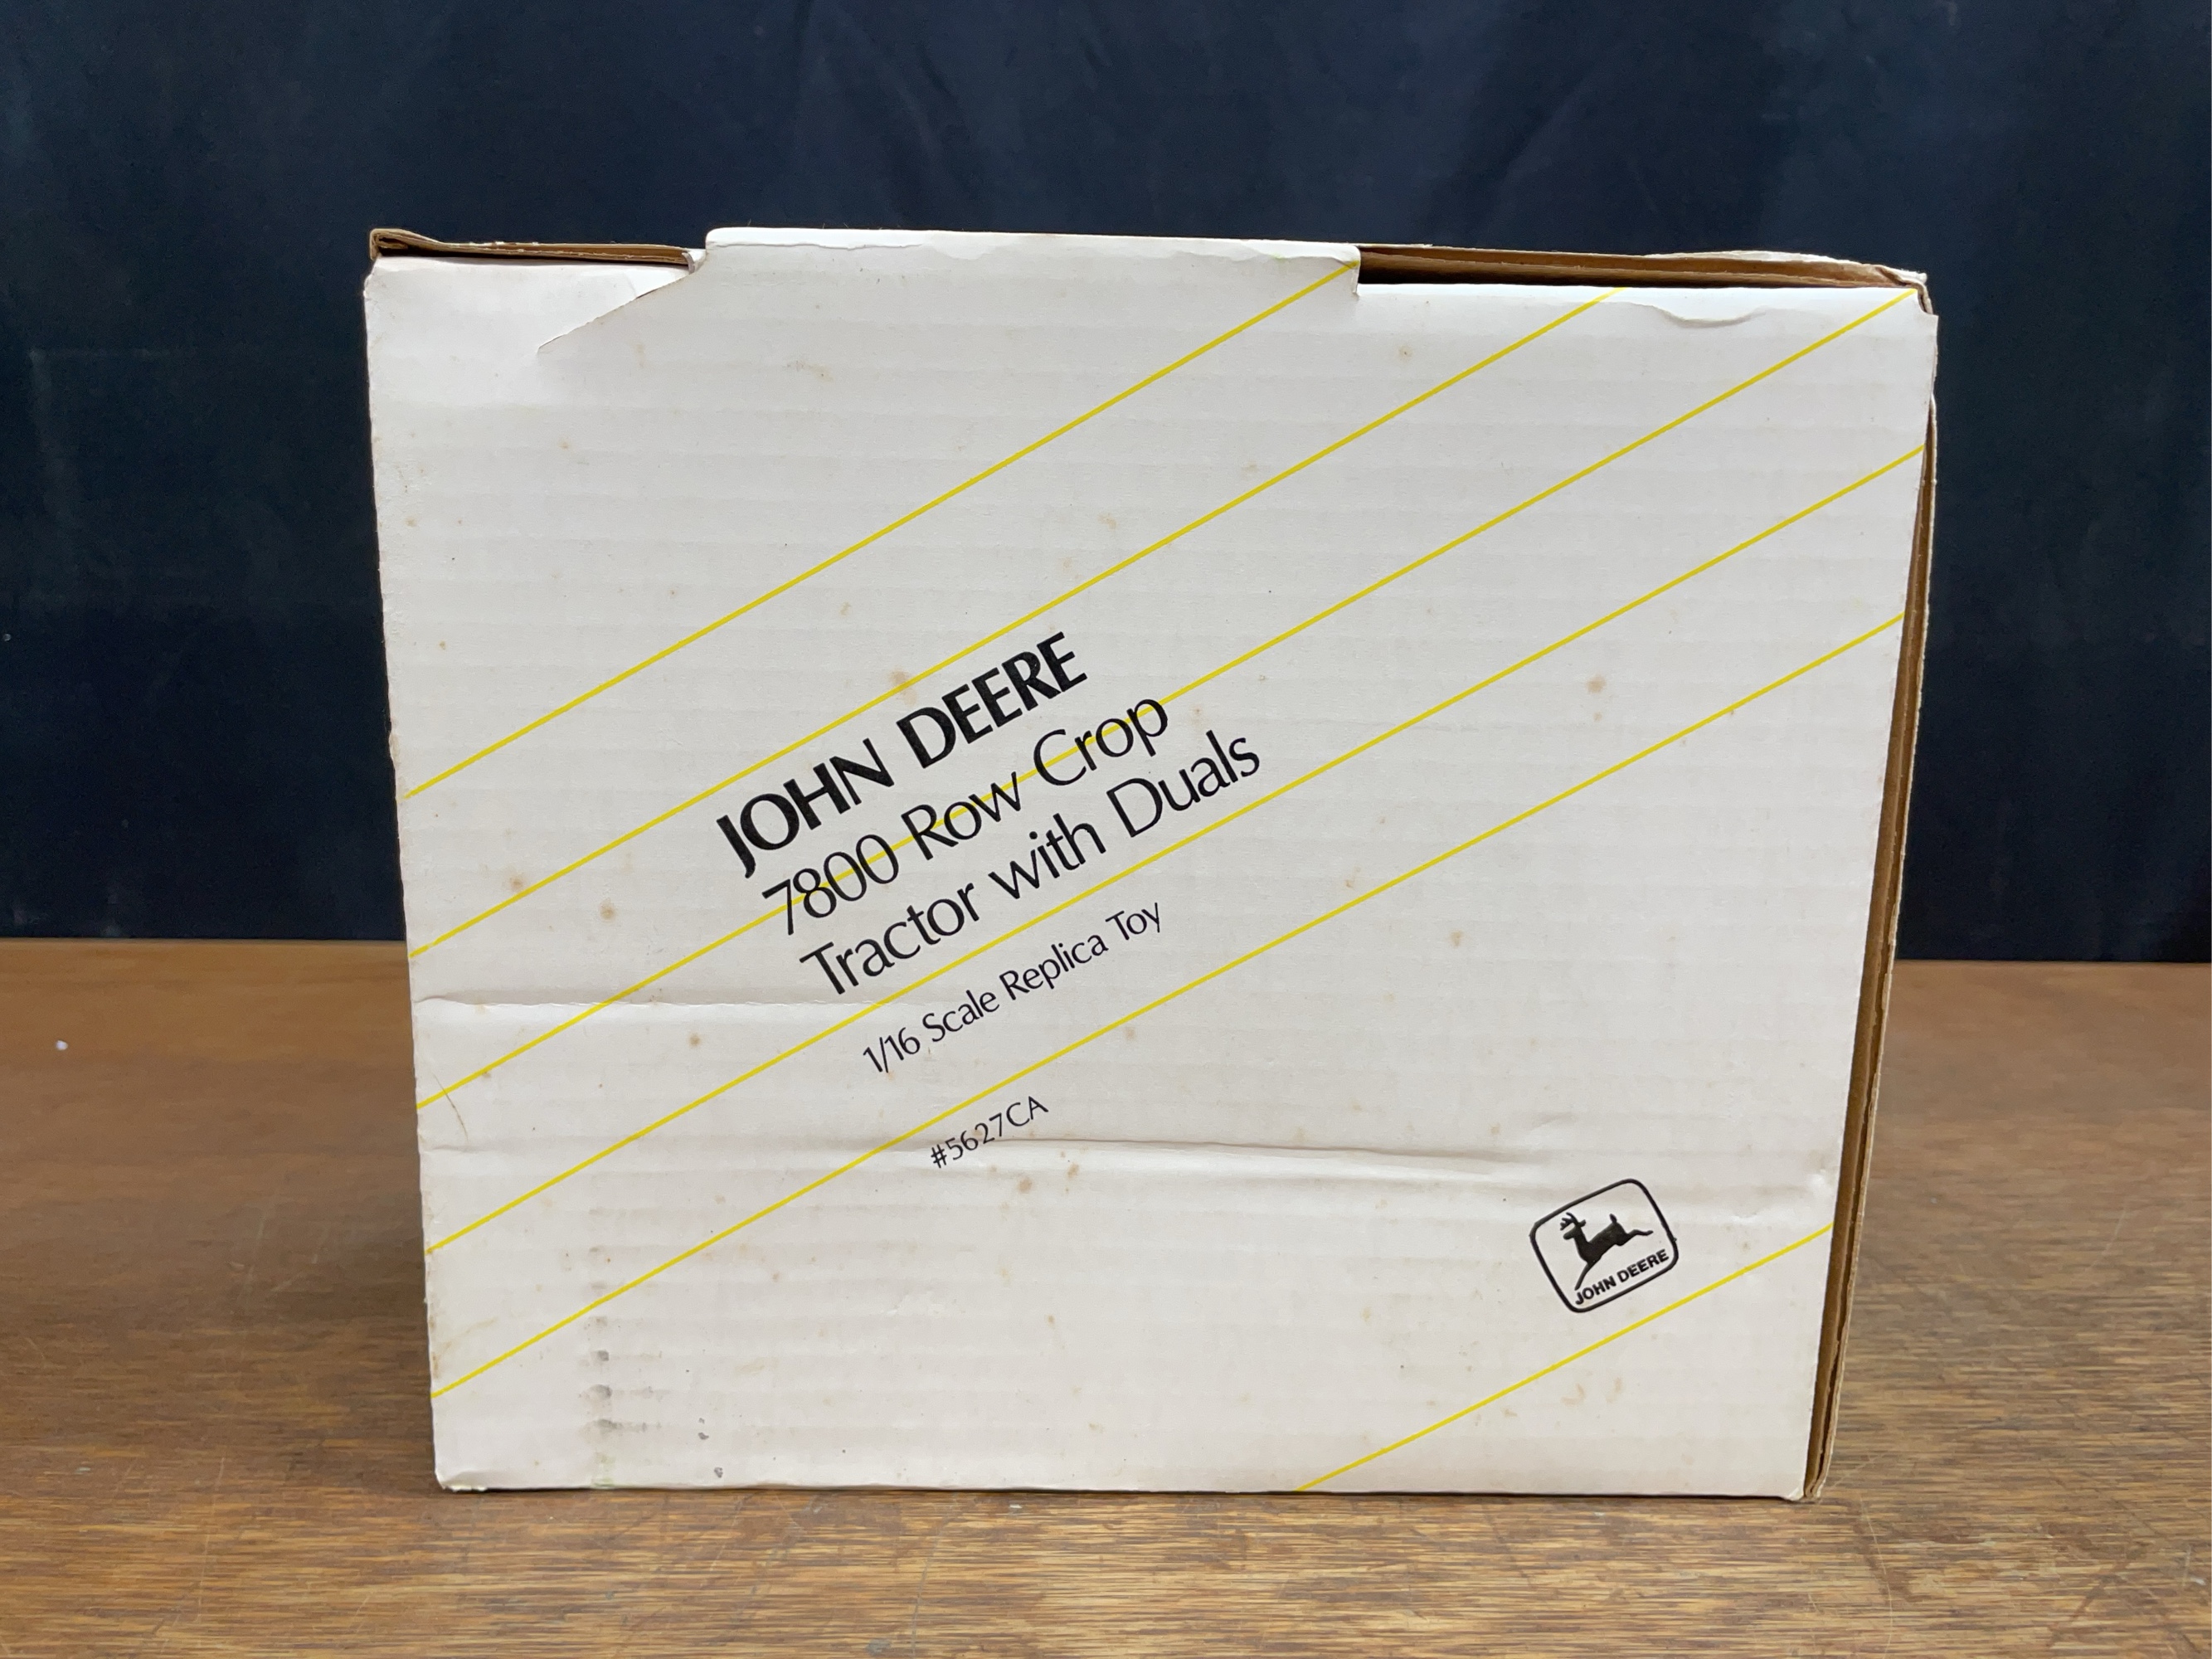 JOHN DEERE
7800 Row Crop
Tractor with Duals
1/16 Scale Replica Toy
#5627CA
JOHN DEERE